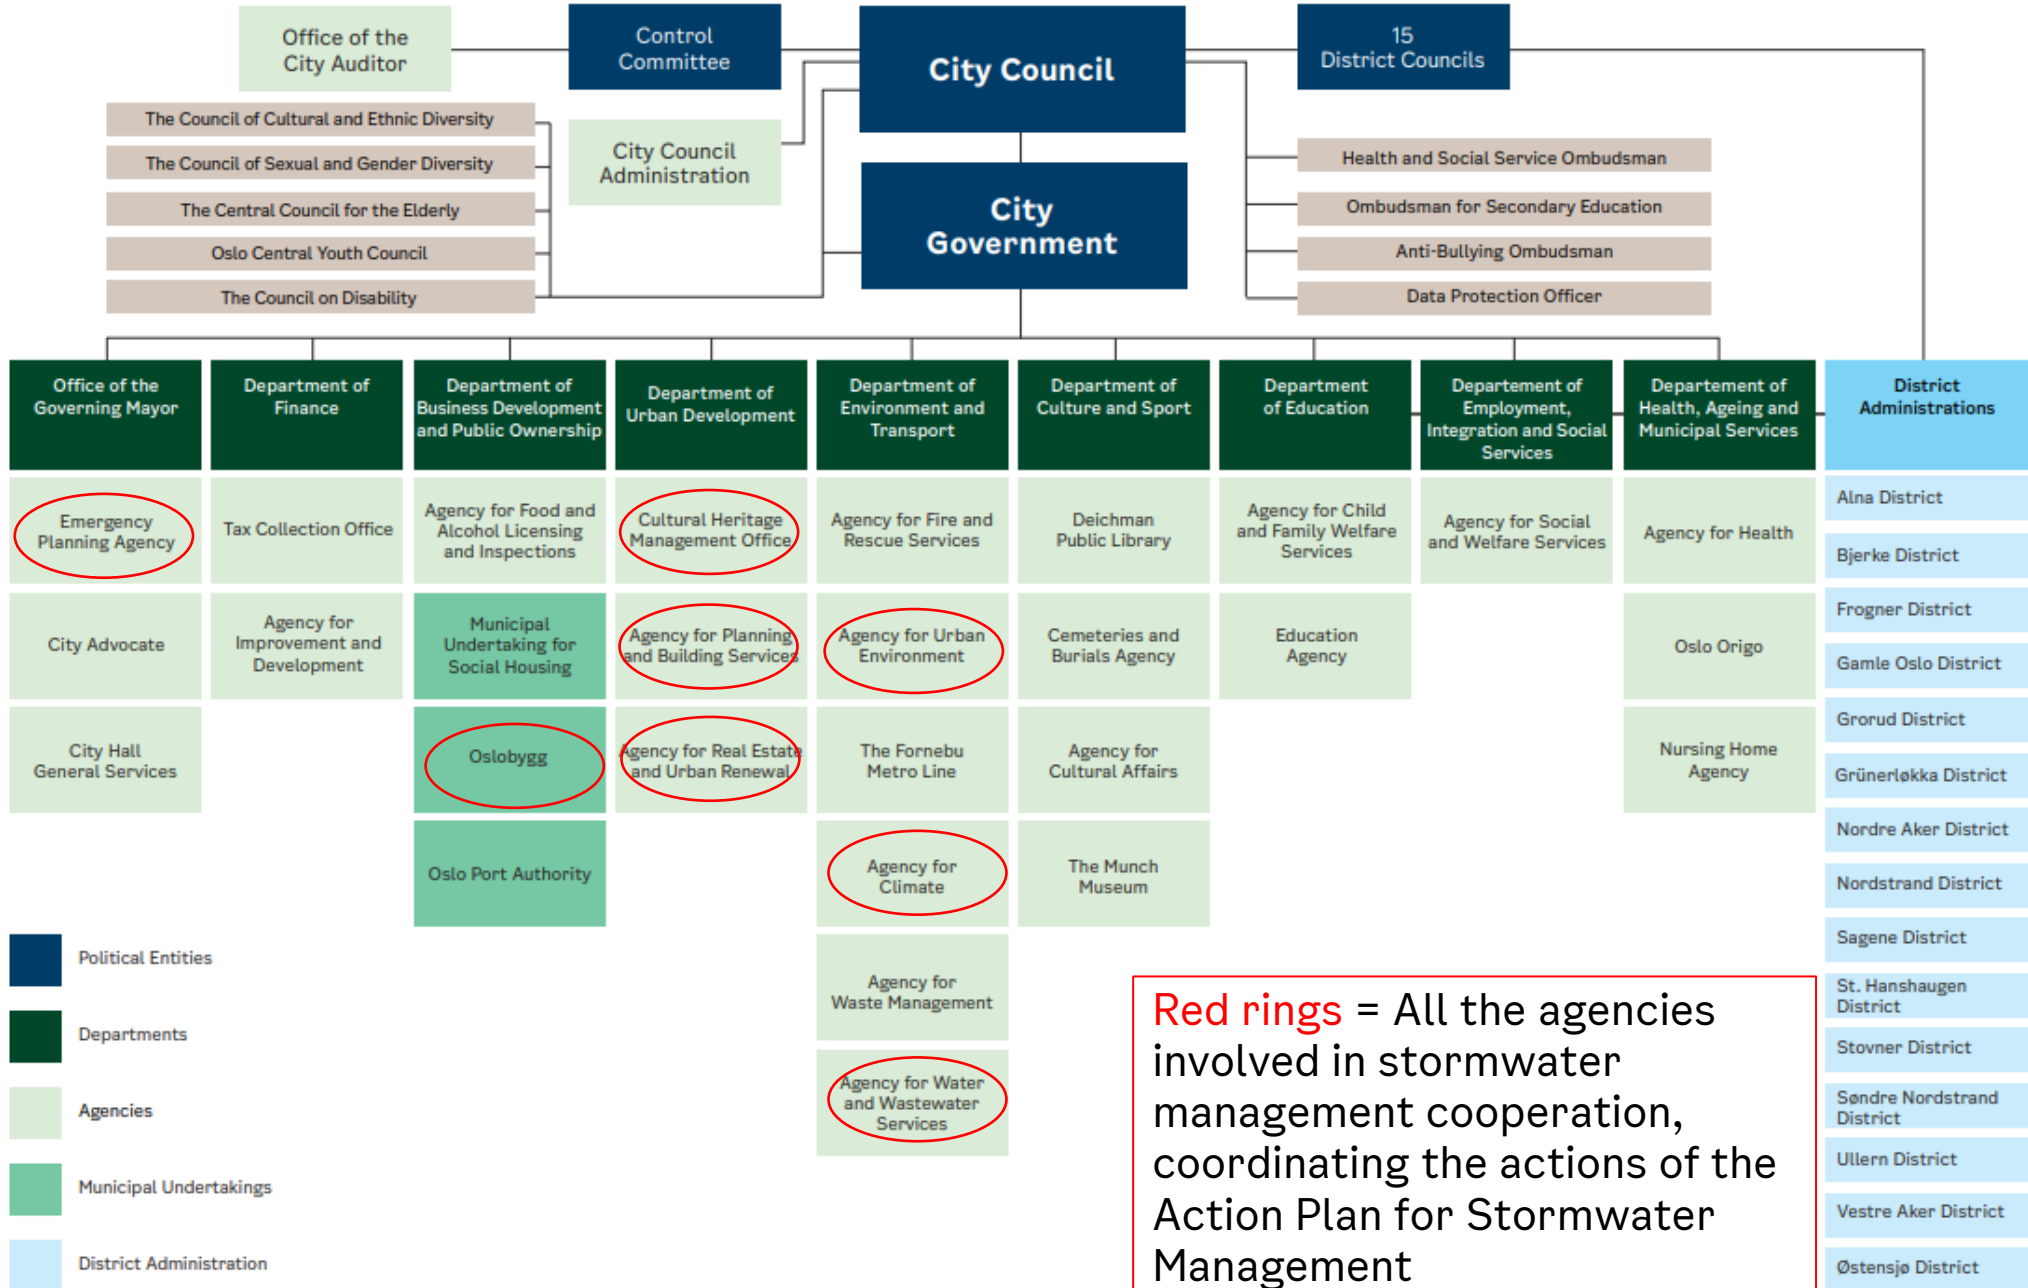 Office of the
City Auditor
Control
Committee
City Council
15
District Councils
The Council of Cultural and Ethnic Diversity
The Council of Sexual and Gender Diversity
The Central Council for the Elderly
Oslo Central Youth Council
The Council on Disability
City Council
Administration
City
Government
Health and Social Service Ombudsman
Ombudsman for Secondary Education
Anti-Bullying Ombudsman
Data Protection Officer
Office of the
Governing Mayor
Emergency
Planning Agency
City Advocate
City Hall
General Services
Department of
Finance
Tax Collection Office
Agency for
Improvement and
Development
Department of
Business Development
and Public Ownership
Agency for Food and
Alcohol Licensing
and Inspections
Municipal
Undertaking for
Social Housing
Oslobygg
Oslo Port Authority
Department of
Urban Development
Cultural Heritage
Management Office
Agency for Planning
and Building Services
Agency for Real Estate
and Urban Renewal
Department of
Environment and
Transport
Agency for Fire and
Rescue Services
Agency for Urban
Environment
The Fornebu
Metro Line
Agency for
Climate
Agency for
Waste Management
Agency for Water
and Wastewater
Services
Department of
Culture and Sport
Deichman
Public Library
Cemeteries and
Burials Agency
Agency for
Cultural Affairs
The Munch
Museum
Department
of Education
Agency for Child
and Family Welfare
Services
Education
Agency
Departement of
Employment,
Integration and Social
Services
Agency for Social
and Welfare Services
Departement of
Health, Ageing and
Municipal Services
Agency for Health
Oslo Origo
Nursing Home
Agency
District
Administrations
Alna District
Bjerke District
Frogner District
Gamle Oslo District
Grorud District
Grünerløkka District
Nordre Aker District
Nordstrand District
Sagene District
St. Hanshaugen
District
Stovner District
Søndre Nordstrand
District
Ullern District
Vestre Aker District
Østensjø District
Political Entities
Departments
Agencies
Municipal Undertakings
District Administration
Red rings = All the agencies
involved in stormwater
management cooperation,
coordinating the actions of the
Action Plan for Stormwater
Management